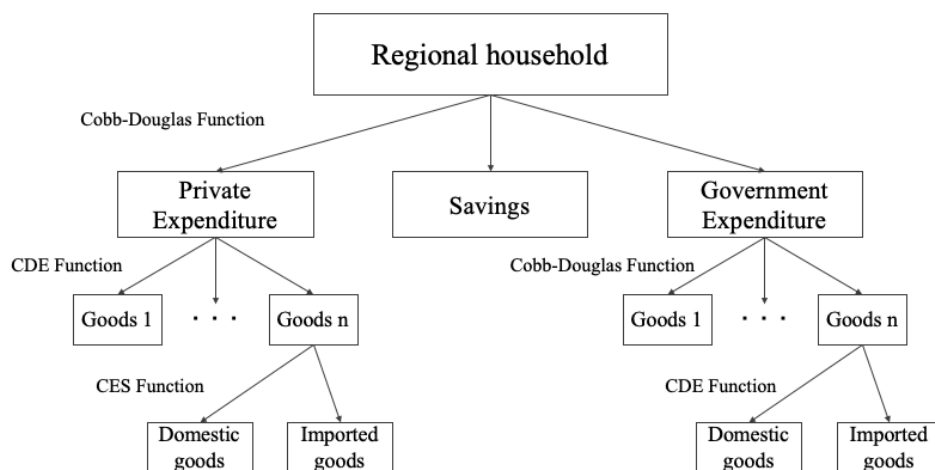 Regional household
Cobb-Douglas Function
Private
Expenditure
Savings
Government
Expenditure
CDE Function
Cobb-Douglas Function
Goods 1
· · ·
Goods n
Goods 1
· · ·
Goods n
CES Function
CDE Function
Domestic
goods
Imported
goods
Domestic
goods
Imported
goods